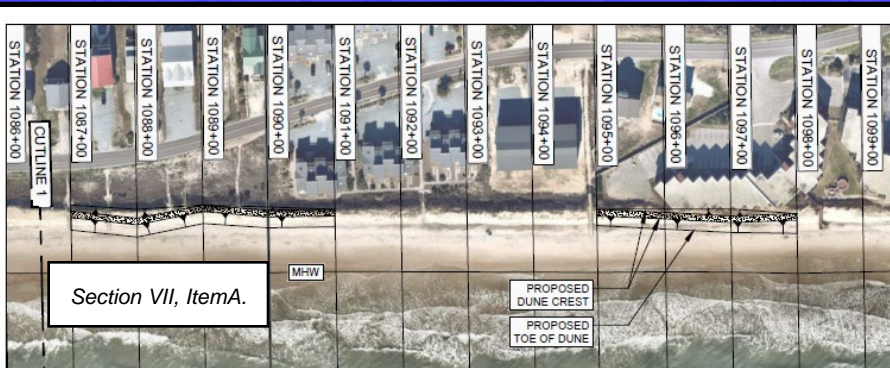 STATION 1086+00
STATION 1087+00
STATION 1088+00
STATION 1089+00
STATION 1090+00
STATION 1091+00
STATION 1092+00
STATION 1093+00
STATION 1094+00
STATION 1095+00
STATION 1096+00
STATION 1097+00
STATION 1098+00
STATION 1099+00
CUTLINE 1
MHW
Section VII, ItemA.
PROPOSED
DUNE CREST
PROPOSED
TOE OF DUNE